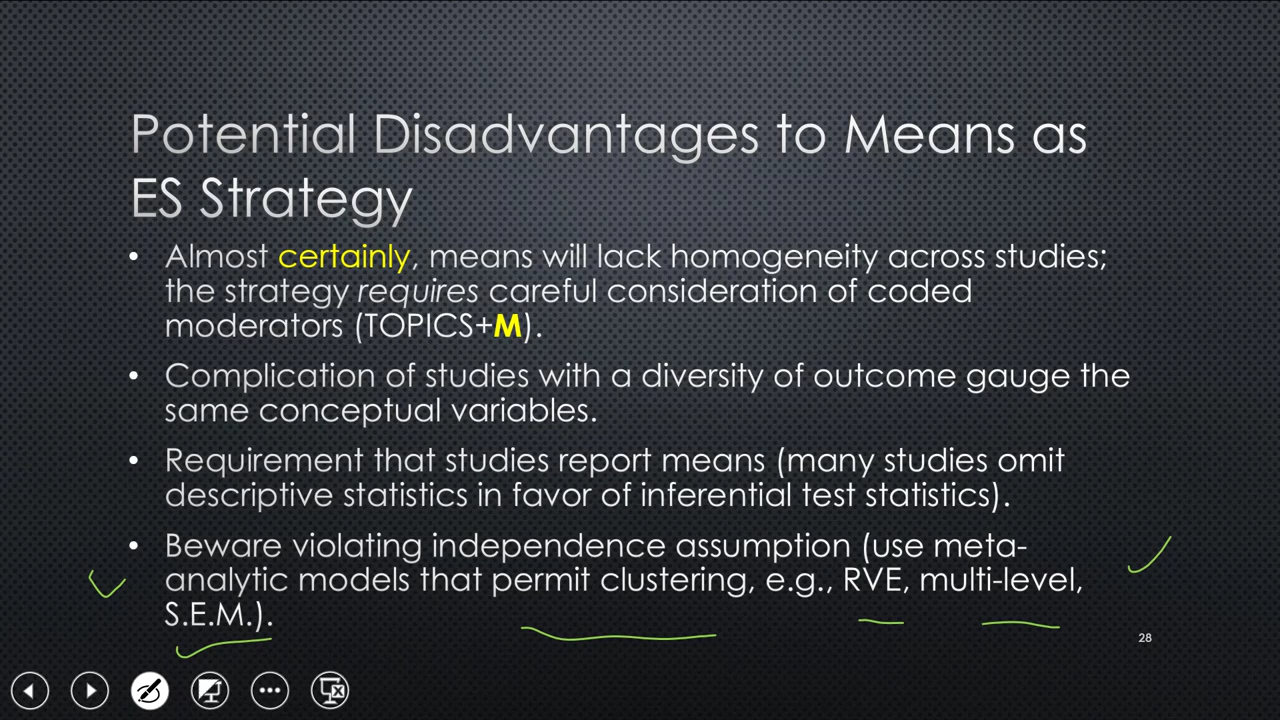 Potential Disadvantages to Means as
ES Strategy
• Almost certainly, means will lack homogeneity across studies;
the strategy requires careful consideration of coded
moderators (TOPICS+M).
• Complication of studies with a diversity of outcome gauge the
same conceptual variables.
• Requirement that studies report means (many studies omit
descriptive statistics in favor of inferential test statistics).
• Beware violating independence assumption (use meta-
analytic models that permit clustering, e.g., RVE, multi-level,
S.E.M.).
28